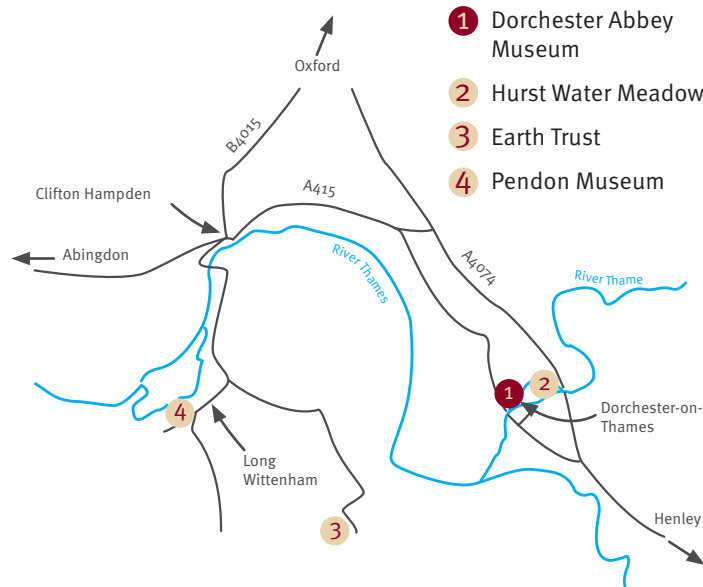 1 Dorchester Abbey
Museum
2 Hurst Water Meadow
3 Earth Trust
4 Pendon Museum
Oxford
B4015
Clifton Hampden
A415
Abingdon
River Thames
A4074
River Thame
1
2
4
Dorchester-on-
Thames
Long
Wittenham
3
Henley